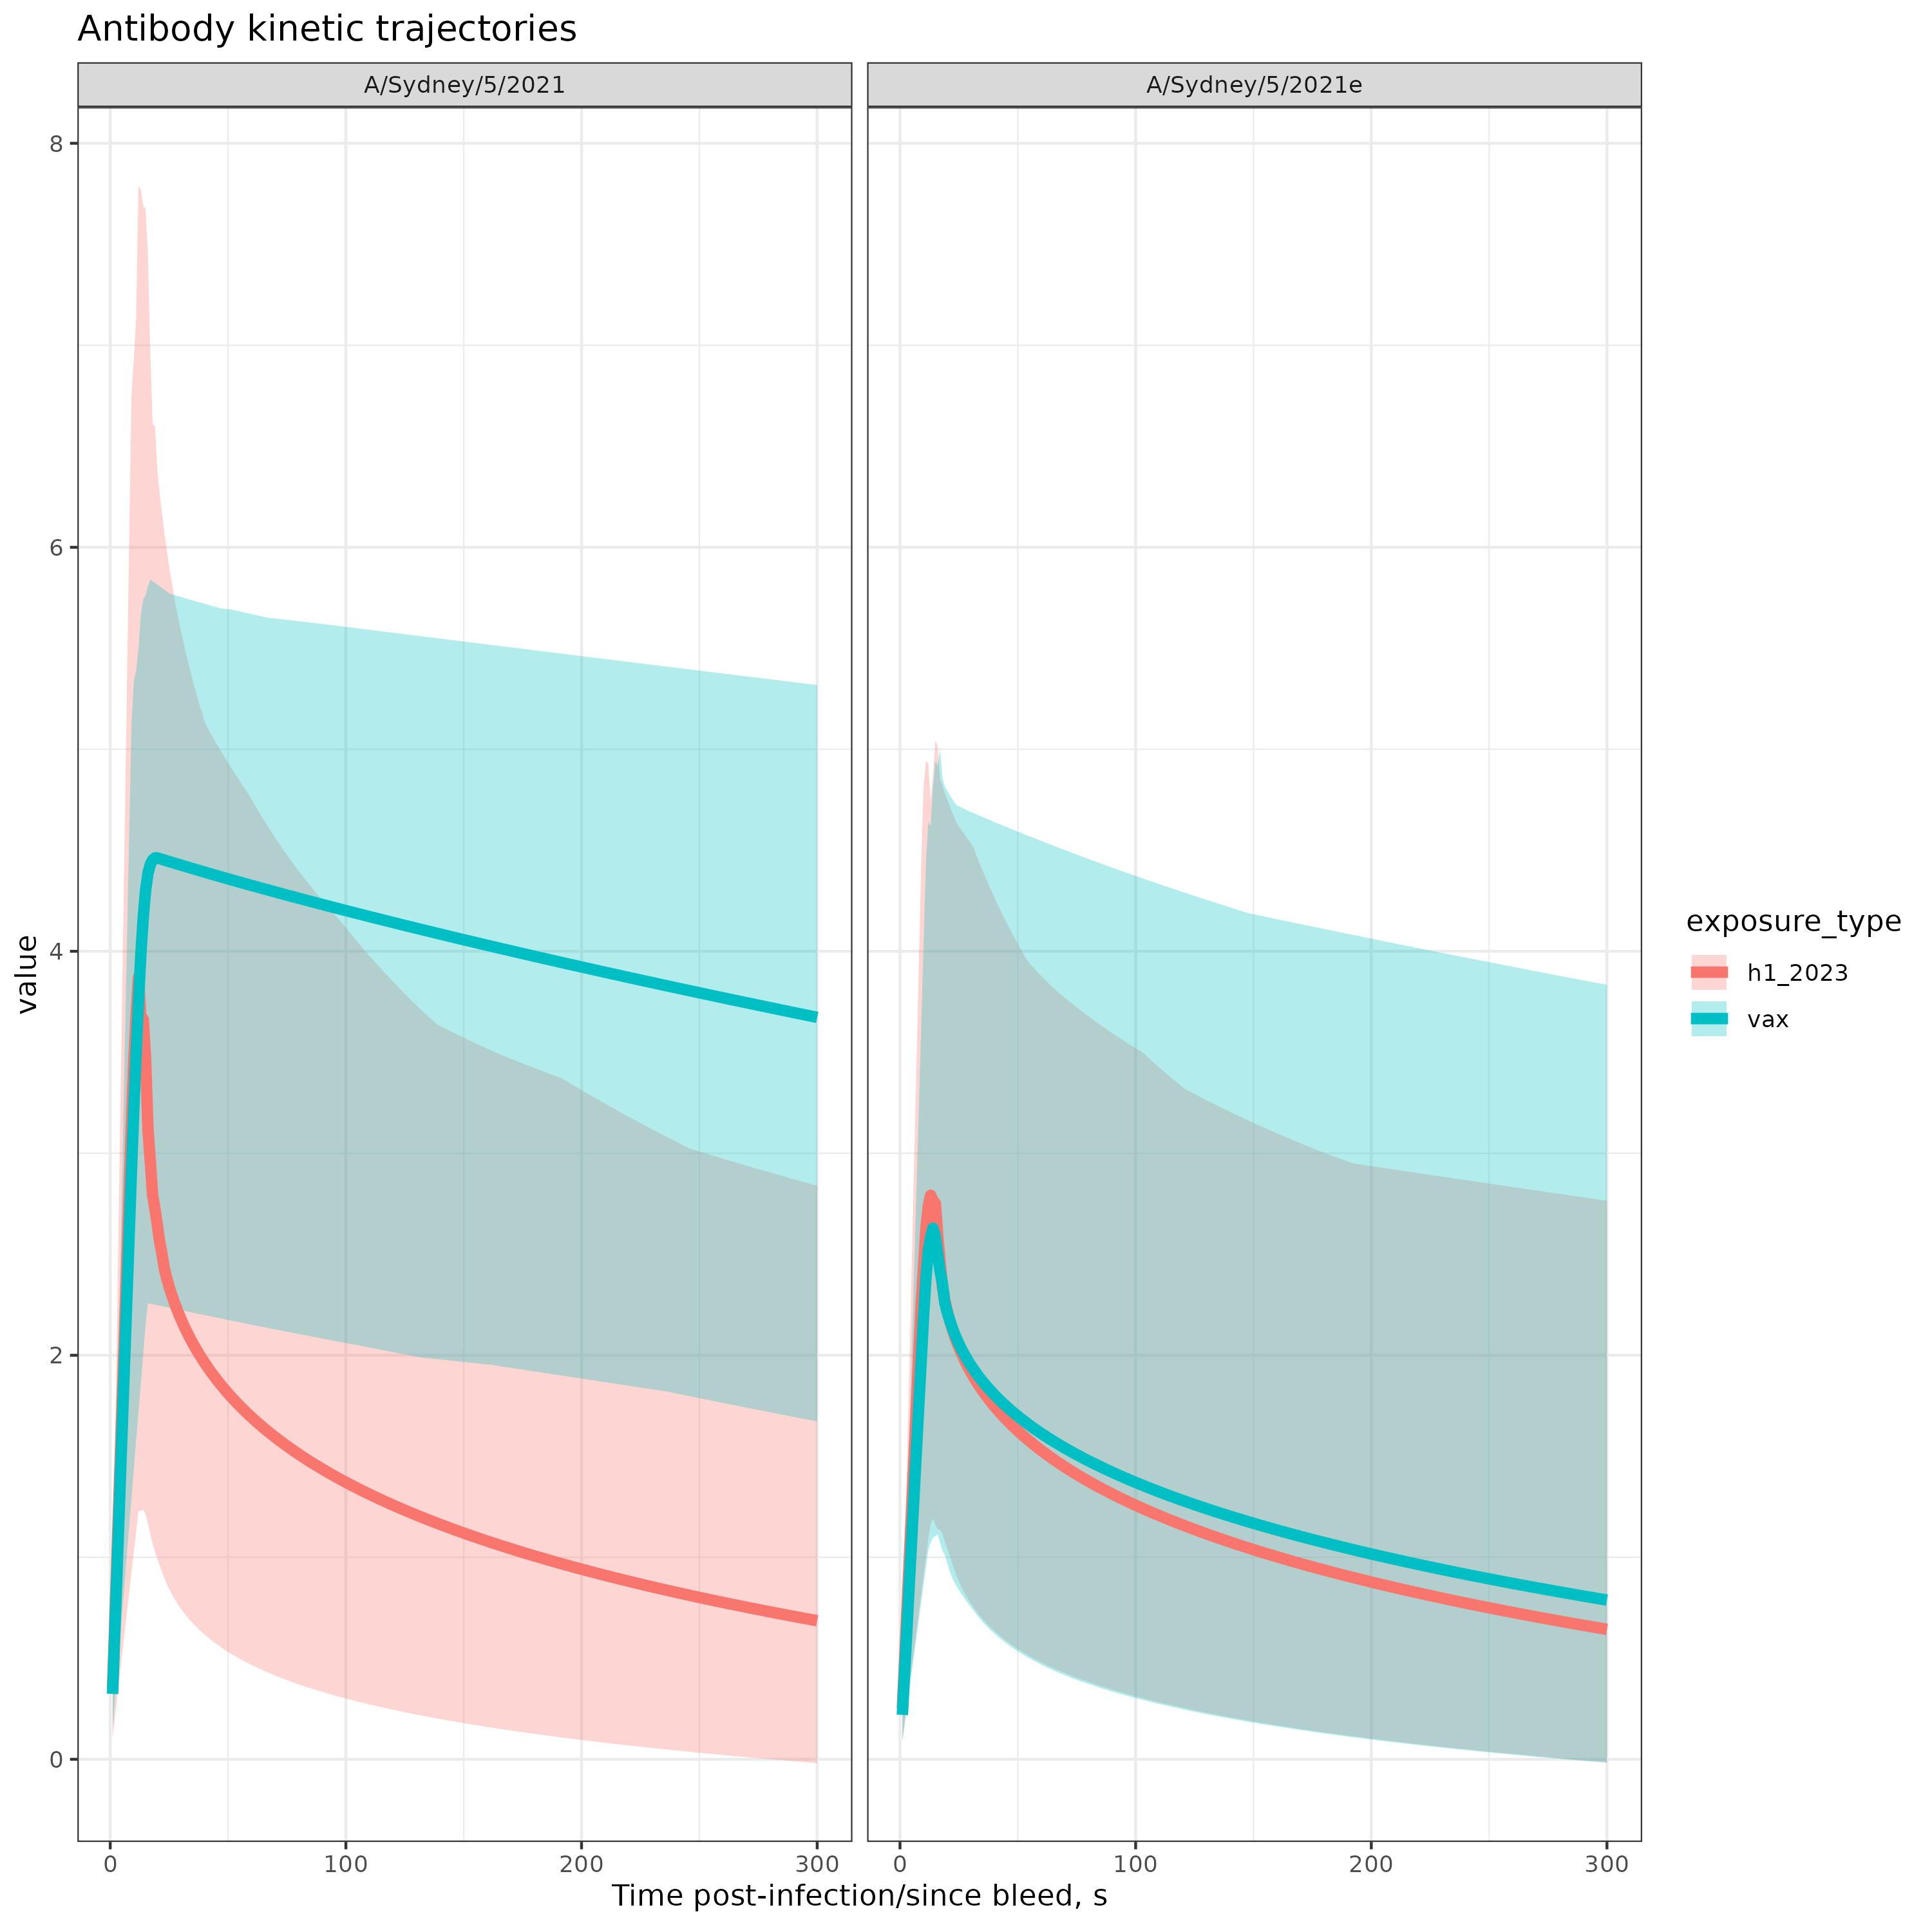 Antibody kinetic trajectories
A/Sydney/5/2021
A/Sydney/5/2021e
8
6
4
2
0
value
0 100 200 300
0 100 200 300
Time post-infection/since bleed, s
exposure_type
h1_2023
vax